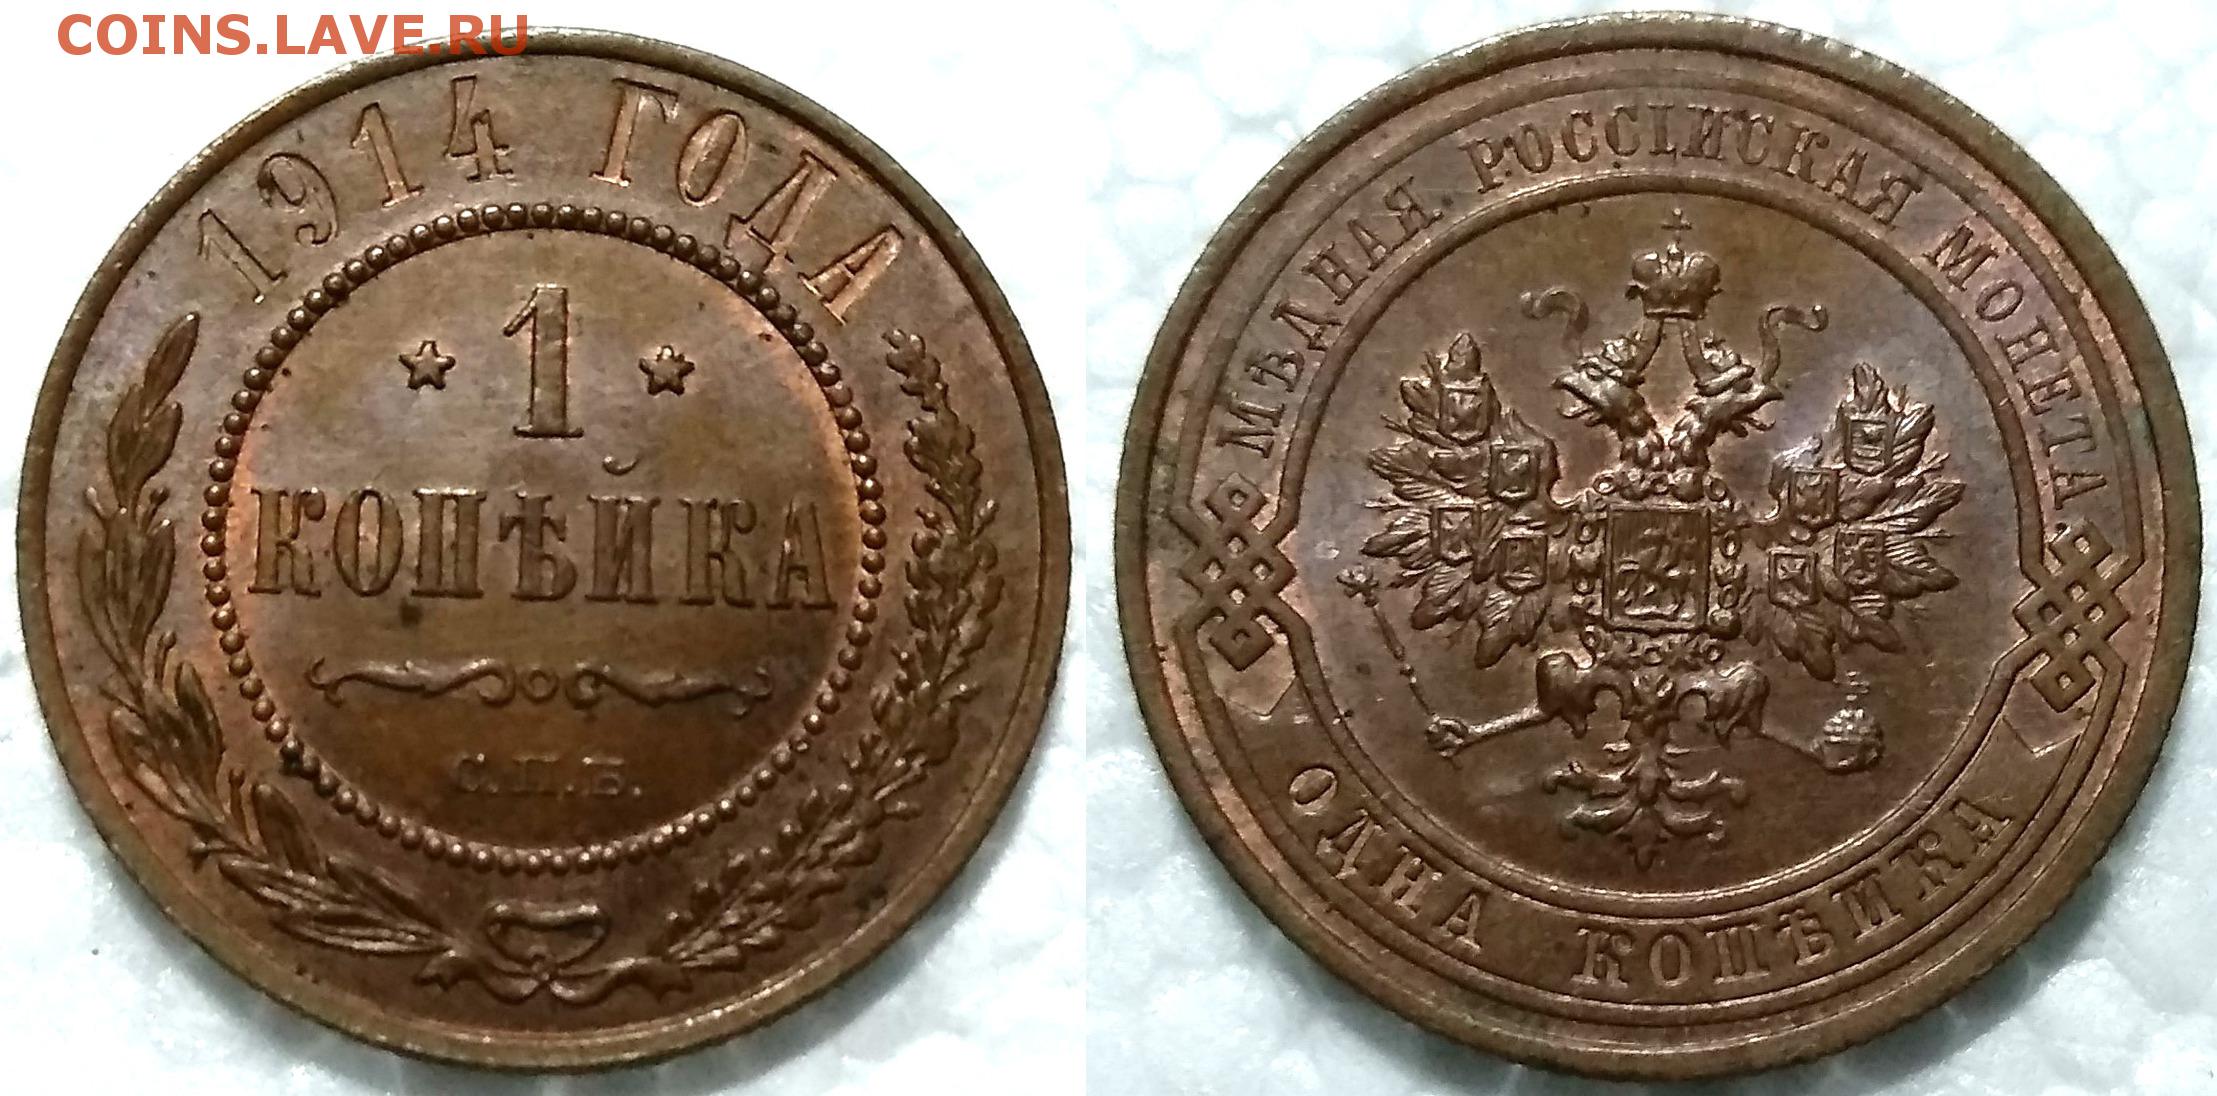 COINS.LAVE.RU
1914 ГОДА
1
КОПѢЙКА
С.П.Б.
МѢДНАЯ РОССІЙСКАЯ МОНЕТА
ОДНА КОПѢЙКА